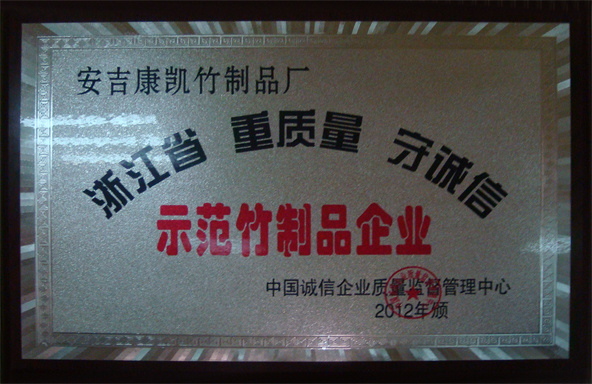 安吉康凯竹制品厂
浙江省 重质量 守诚信
示范竹制品企业
中国诚信企业质量监督管理中心
2012年颁